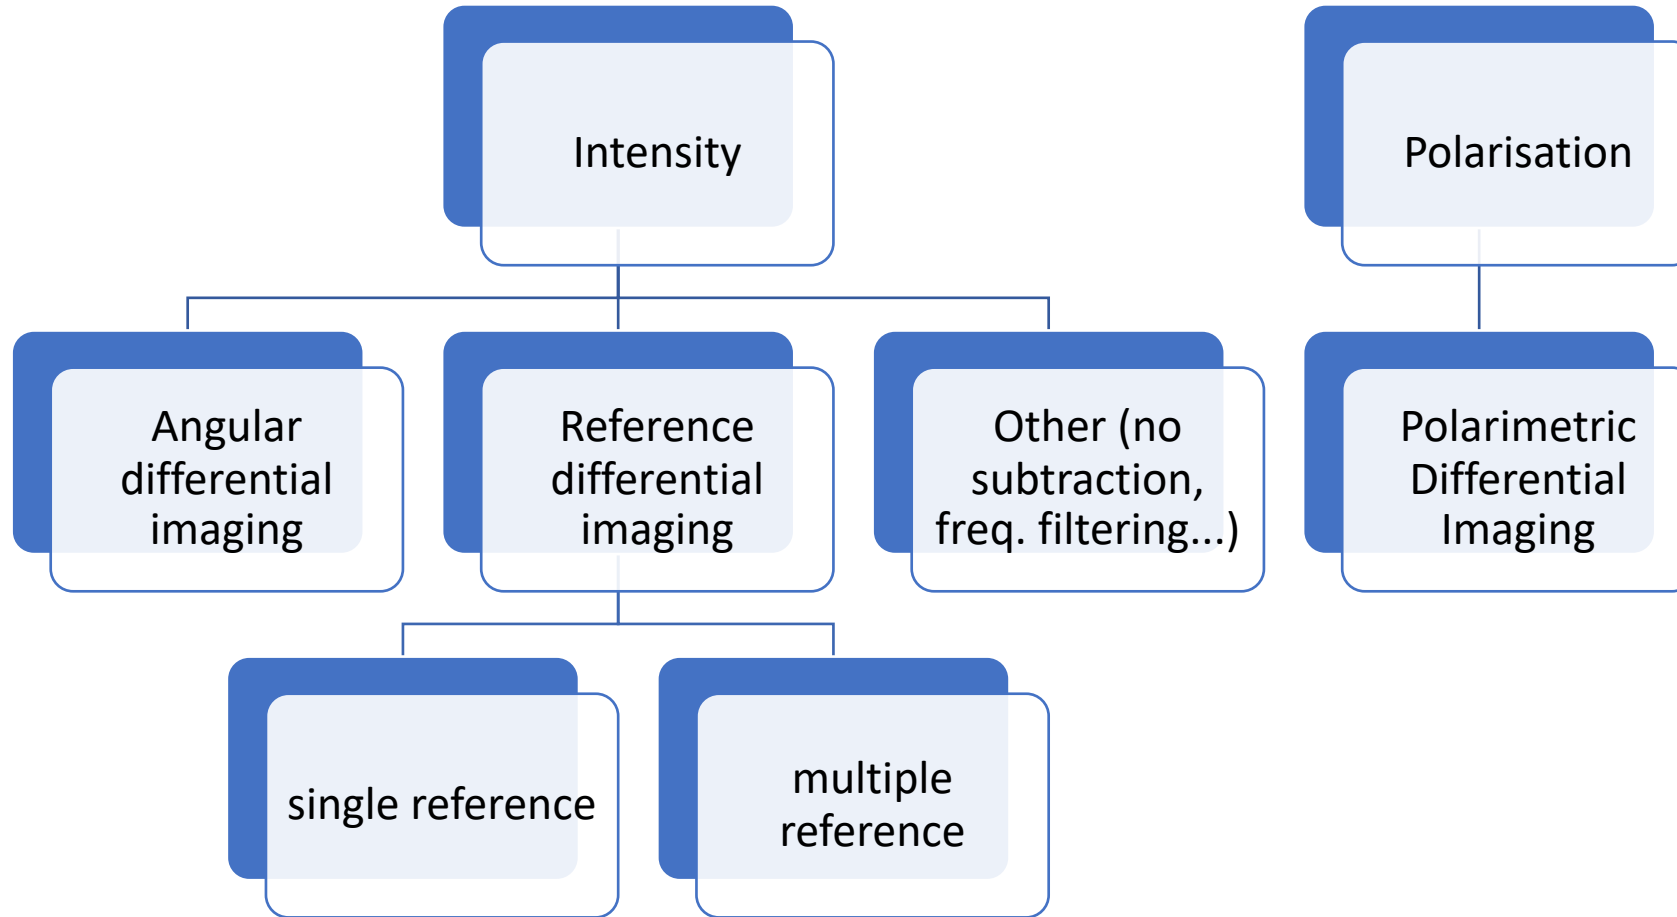 Intensity
Polarisation
Angular
differential
imaging
Reference
differential
imaging
Other (no
subtraction,
freq. filtering...)
Polarimetric
Differential
Imaging
single reference
multiple
reference